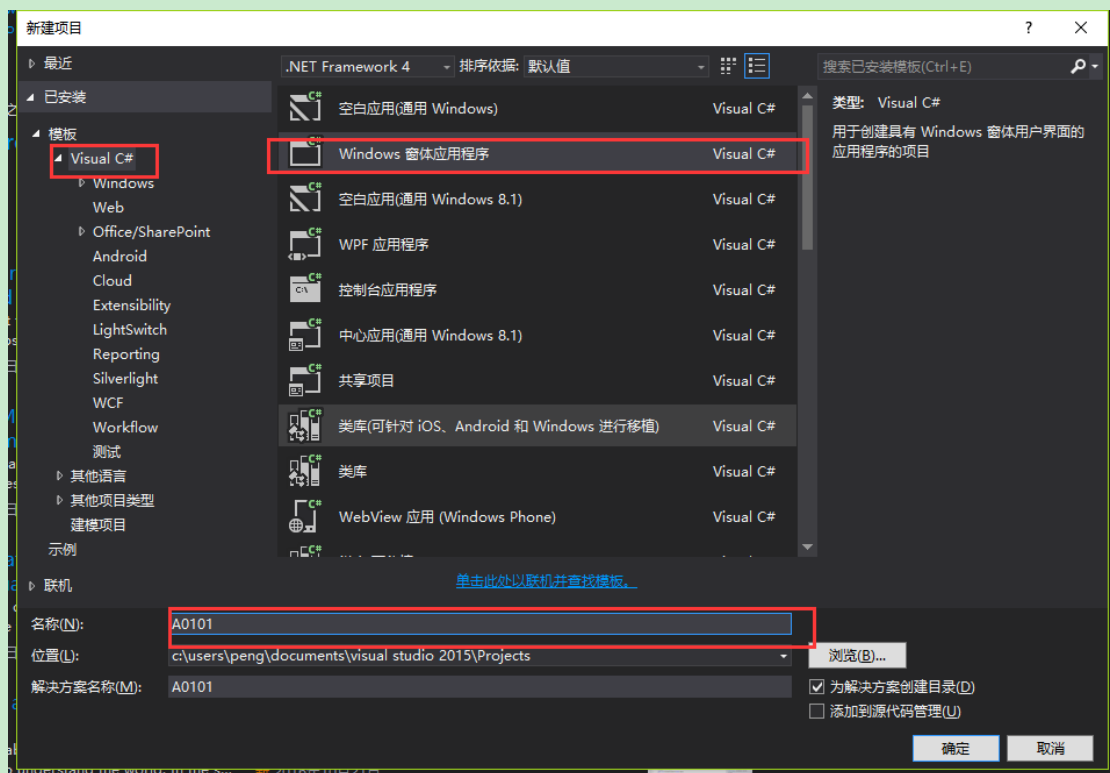 新建项目
?
最近
.NET Framework 4
排序依据:
默认值
搜索已安装模板(Ctrl+E)
已安装
模板
Visual C#
Windows
Web
Office/SharePoint
Android
Cloud
Extensibility
LightSwitch
Reporting
Silverlight
WCF
Workflow
测试
其他语言
其他项目类型
建模项目
示例
联机
空白应用(通用 Windows) Visual C#
Windows 窗体应用程序 Visual C#
空白应用(通用 Windows 8.1) Visual C#
WPF 应用程序 Visual C#
控制台应用程序 Visual C#
中心应用(通用 Windows 8.1) Visual C#
共享项目 Visual C#
类库(可针对 iOS、Android 和 Windows 进行移植) Visual C#
类库 Visual C#
WebView 应用 (Windows Phone) Visual C#
单击此处以联机并查找模板。
类型: Visual C#
用于创建具有 Windows 窗体用户界面的
应用程序的项目
名称(N): A0101
位置(L): c:\users\peng\documents\visual studio 2015\Projects
浏览(B)...
解决方案名称(M): A0101
为解决方案创建目录(D)
添加到源代码管理(U)
确定
取消